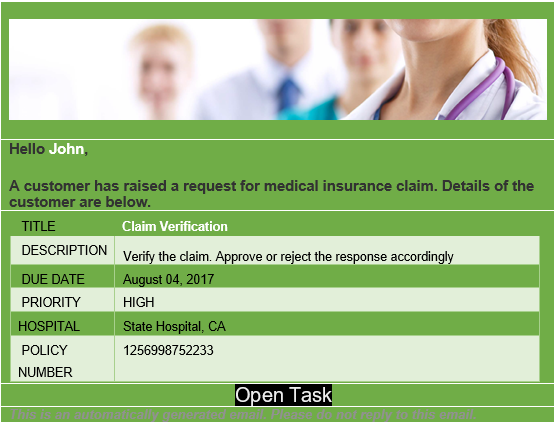 Hello John,
A customer has raised a request for medical insurance claim. Details of the
customer are below.
TITLE Claim Verification
DESCRIPTION Verify the claim. Approve or reject the response accordingly
DUE DATE August 04, 2017
PRIORITY HIGH
HOSPITAL State Hospital, CA
POLICY NUMBER 1256998752233
Open Task
This is an automatically generated email. Please do not reply to this email.